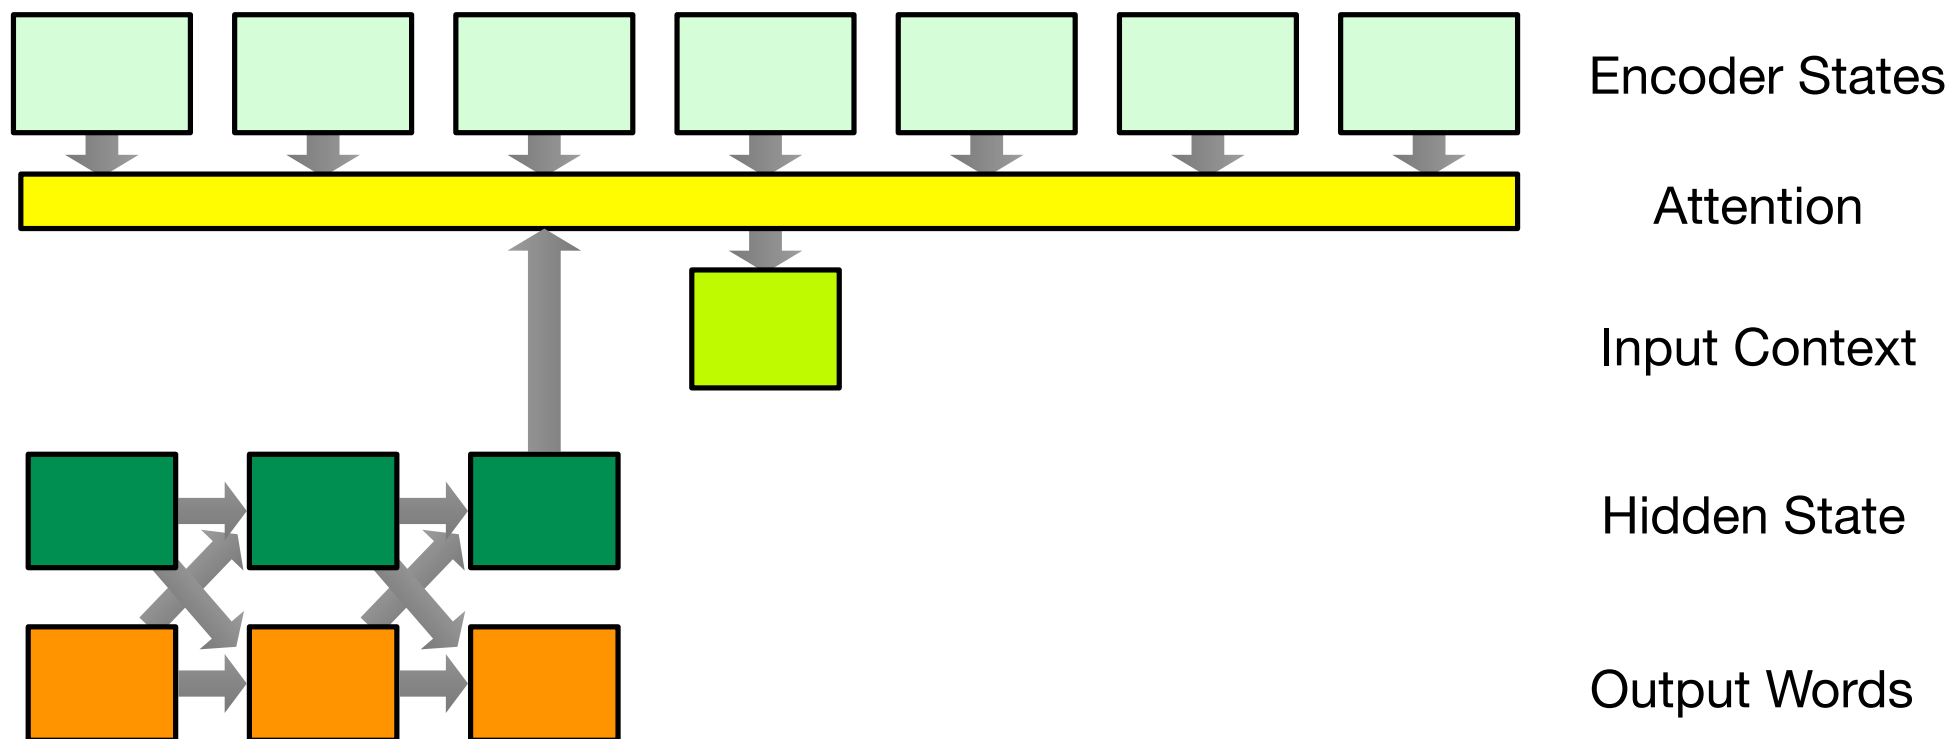 Encoder States
Attention
Input Context
Hidden State
Output Words